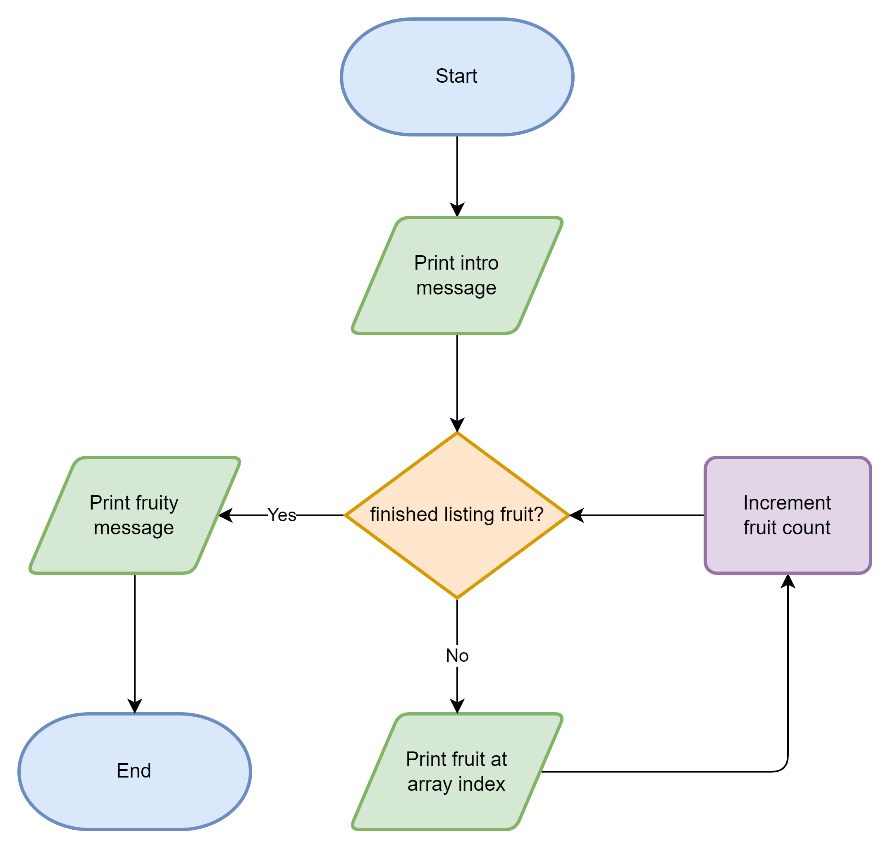 Start
Print intro
message
finished listing fruit?
Yes
Print fruity
message
End
No
Print fruit at
array index
Increment
fruit count